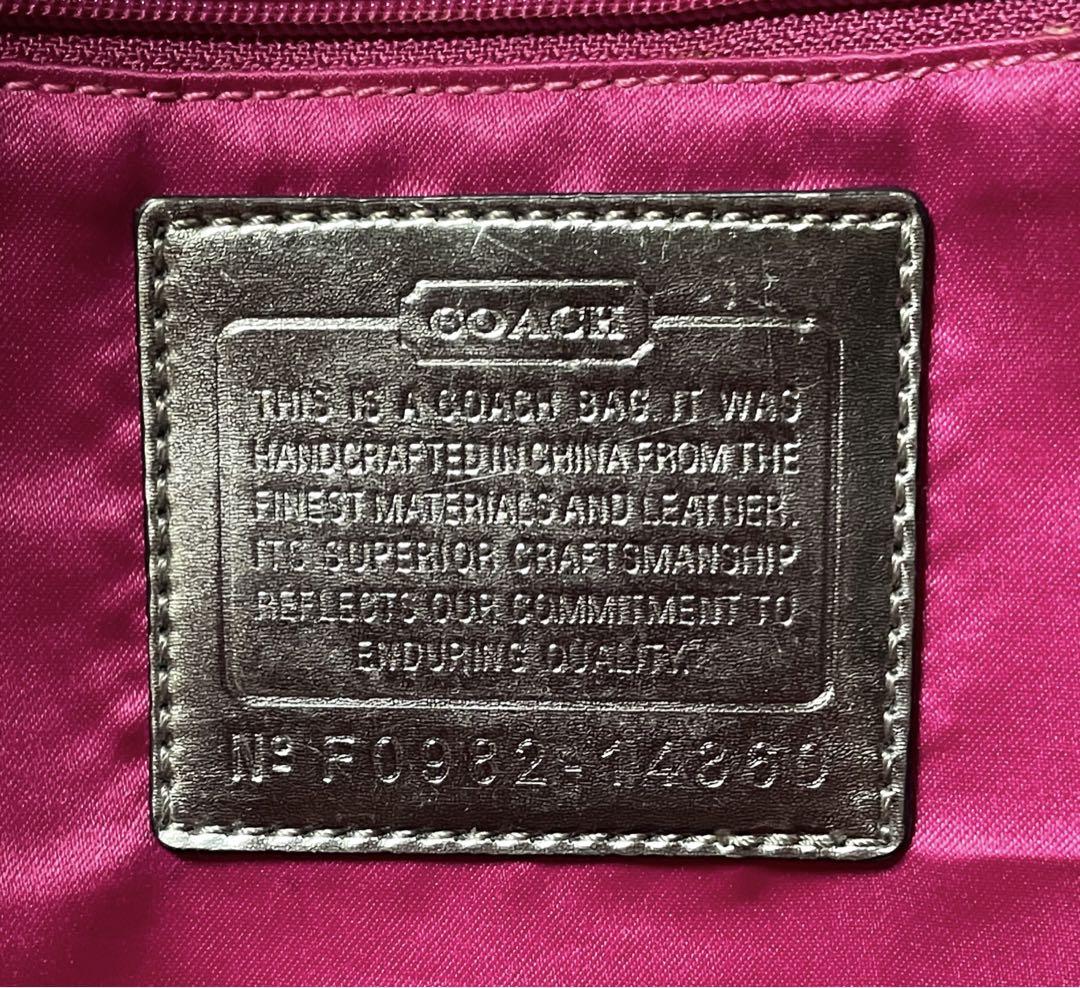 COACH
THIS IS A COACH BAG IT WAS
HANDCRAFTED IN CHINA FROM THE
FINEST MATERIALS AND LEATHER.
ITS SUPERIOR CRAFTSMANSHIP
REFLECTS OUR COMMITMENT TO
ENDURING QUALITY.
Nº F0982-14860